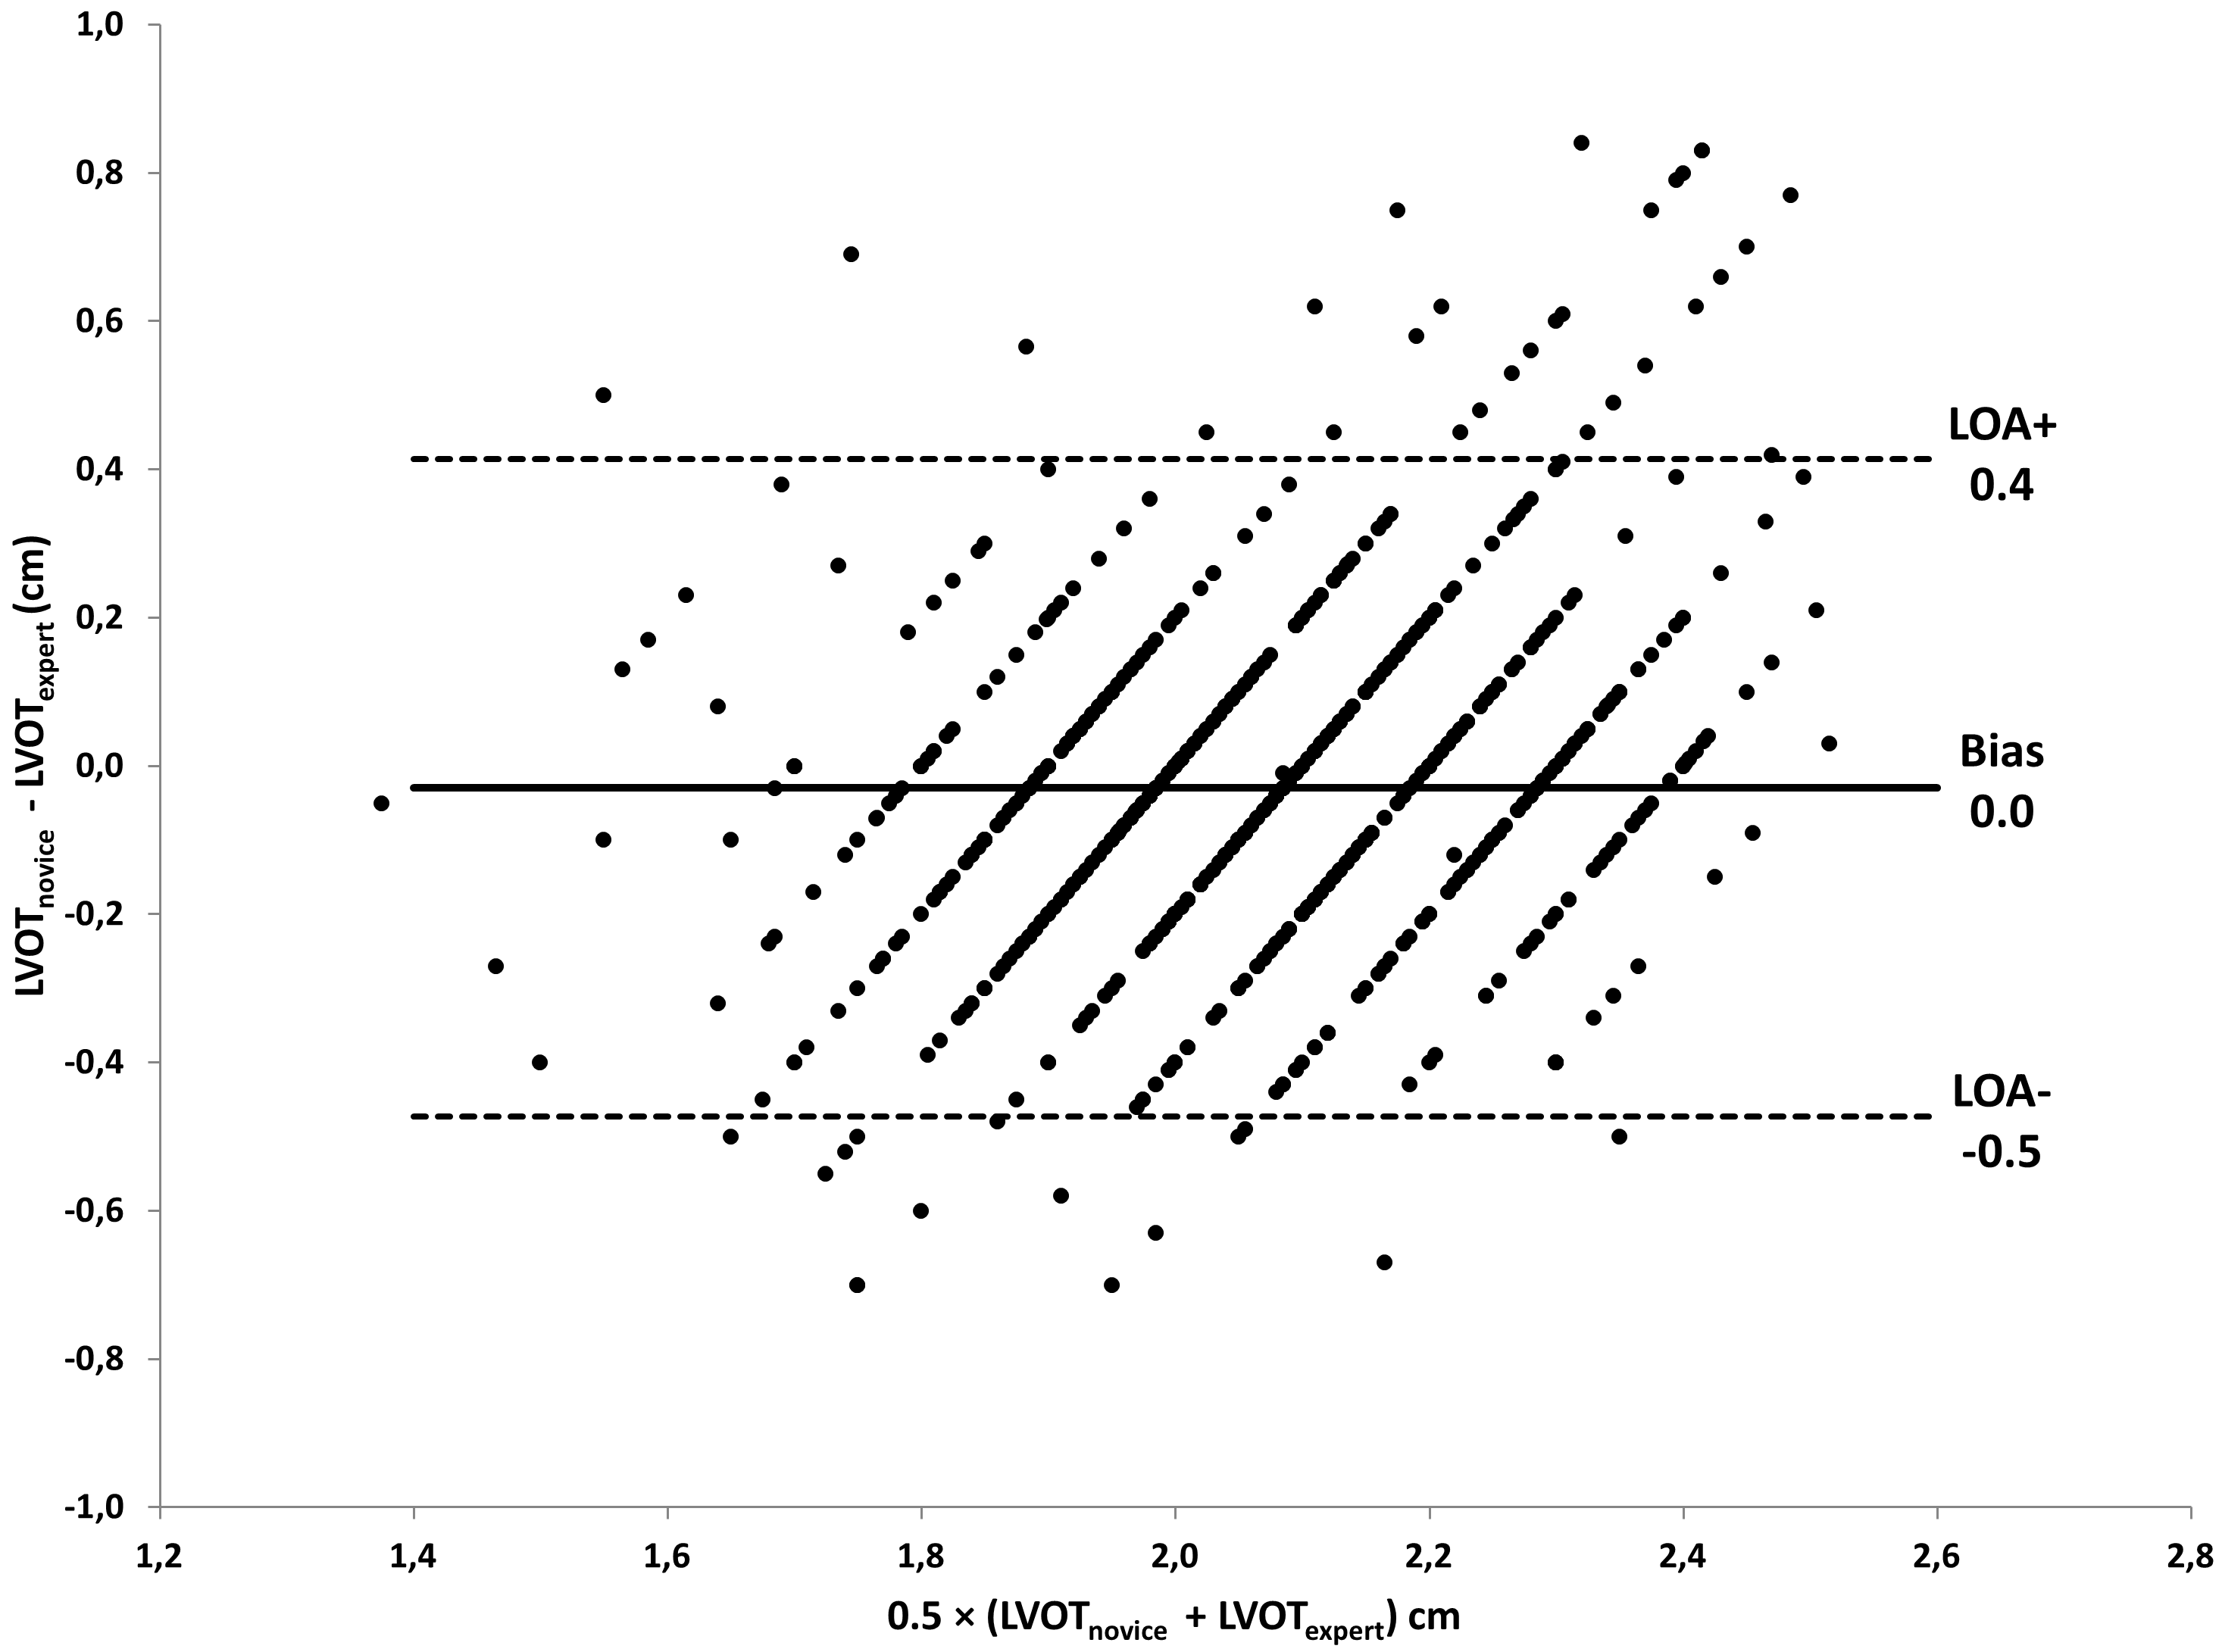 1,0
0,8
0,6
0,4
0,2
0,0
-0,2
-0,4
-0,6
-0,8
-1,0
LVOTnovice - LVOTexpert (cm)
LOA+
0.4
Bias
0.0
LOA-
-0.5
1,2 1,4 1,6 1,8 2,0 2,2 2,4 2,6 2,8
0.5 × (LVOTnovice + LVOTexpert) cm